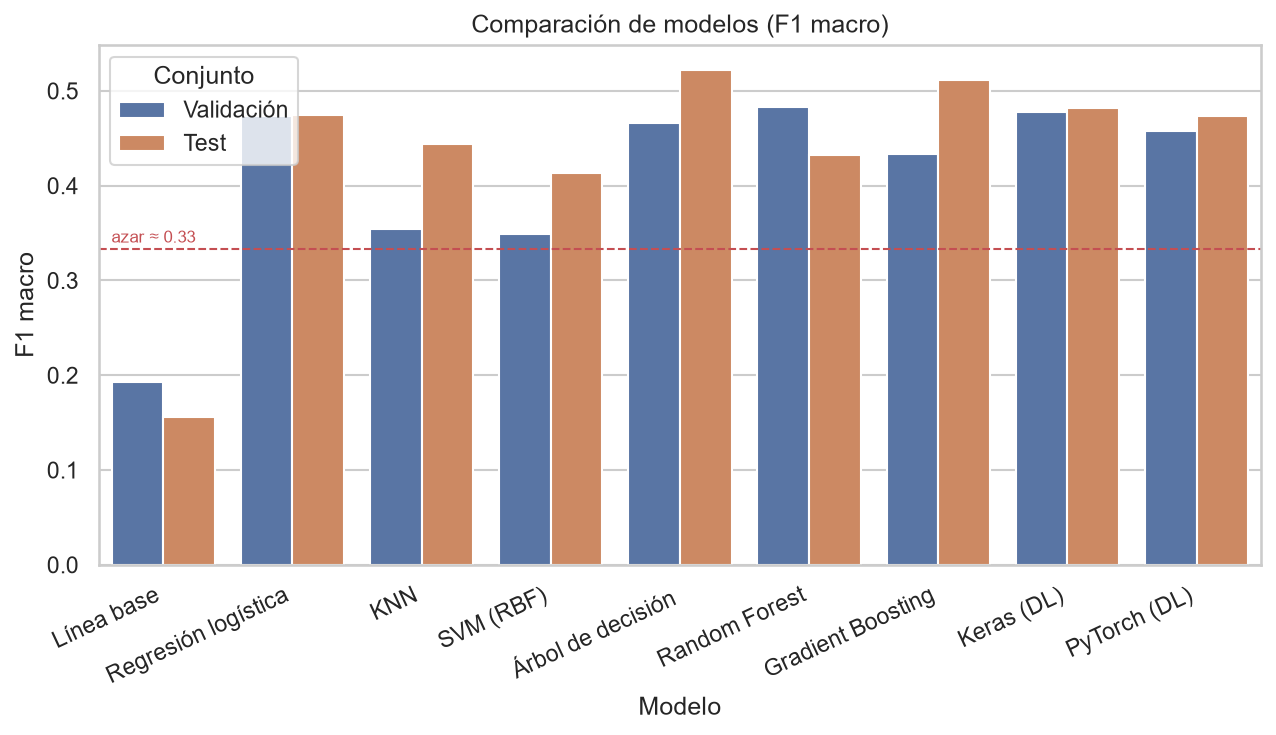 Comparación de modelos (F1 macro)
Conjunto
Validación
Test
azar ≈ 0.33
F1 macro
0.5
0.4
0.3
0.2
0.1
0.0
Línea base
Regresión logística
KNN
SVM (RBF)
Árbol de decisión
Random Forest
Gradient Boosting
Keras (DL)
PyTorch (DL)
Modelo